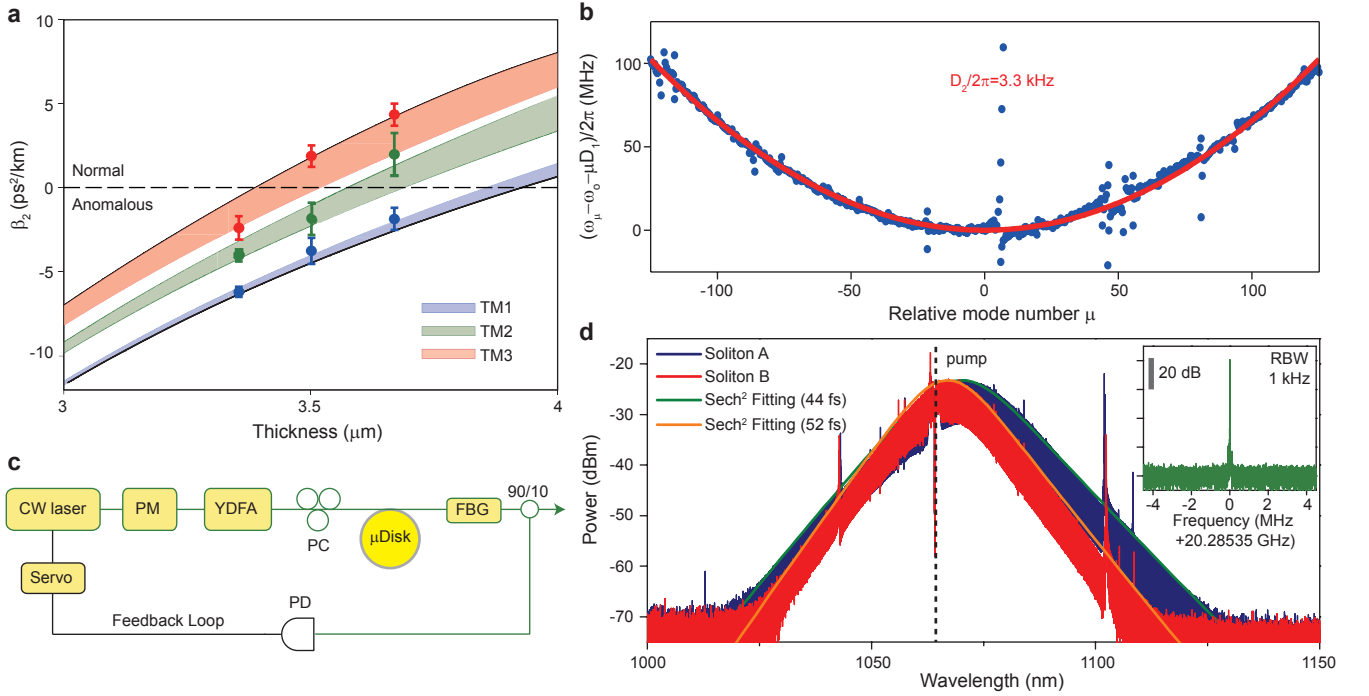 a
10
5
0
-5
-10
β2 (ps²/km)
Normal
Anomalous
TM1
TM2
TM3
3
3.5
4
Thickness (μm)
b
100
50
0
(ωμ−ωo−μD1)/2π (MHz)
D2/2π=3.3 kHz
-100
-50
0
50
100
Relative mode number μ
c
CW laser
PM
YDFA
PC
μDisk
FBG
90/10
Servo
Feedback Loop
PD
d
-20
-30
-40
-50
-60
-70
Power (dBm)
Soliton A
Soliton B
Sech² Fitting (44 fs)
Sech² Fitting (52 fs)
pump
20 dB
RBW
1 kHz
-4
-2
0
2
4
Frequency (MHz
+20.28535 GHz)
1000
1050
1100
1150
Wavelength (nm)